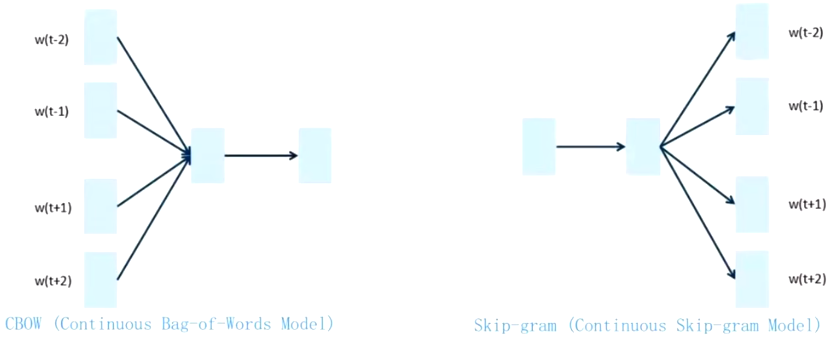 w(t-2)
w(t-1)
w(t+1)
w(t+2)
CBOW (Continuous Bag-of-Words Model)
w(t-2)
w(t-1)
w(t+1)
w(t+2)
Skip-gram (Continuous Skip-gram Model)